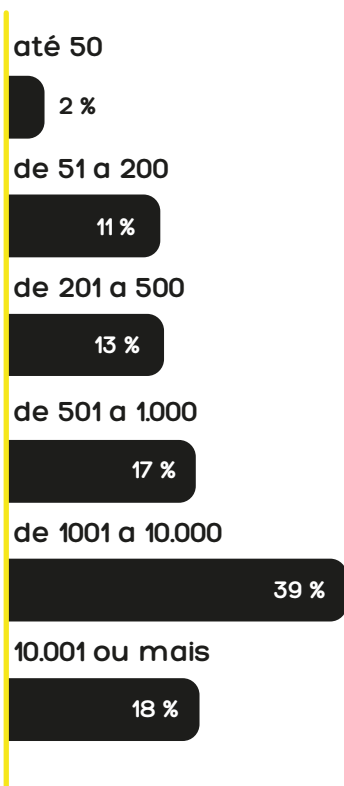 até 50
2 %
de 51 a 200
11 %
de 201 a 500
13 %
de 501 a 1.000
17 %
de 1001 a 10.000
39 %
10.001 ou mais
18 %